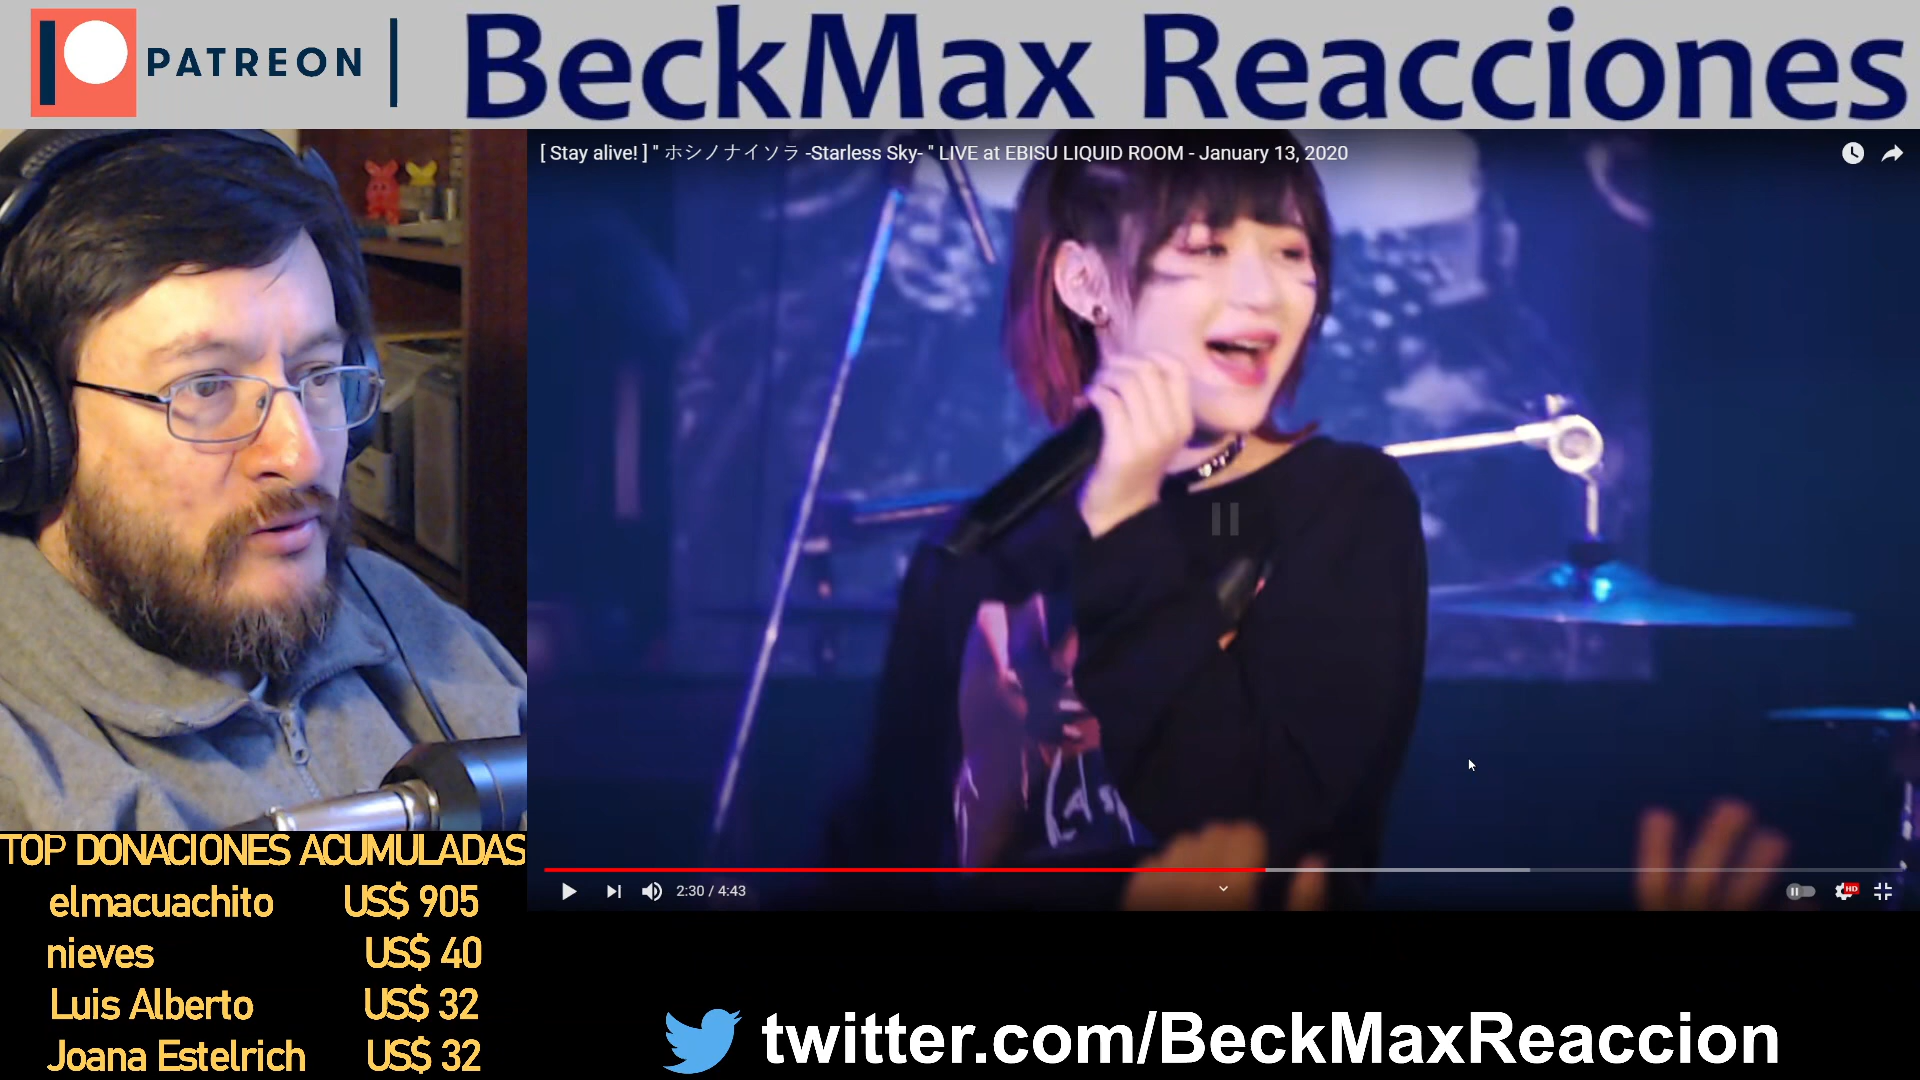 PATREON
BeckMax Reacciones
[ Stay alive! ] " ホシノナイソラ -Starless Sky- " LIVE at EBISU LIQUID ROOM - January 13, 2020
2:30 / 4:43
HD
TOP DONACIONES ACUMULADAS
elmacuachito US$ 905
nieves US$ 40
Luis Alberto US$ 32
Joana Estelrich US$ 32
twitter.com/BeckMaxReaccion